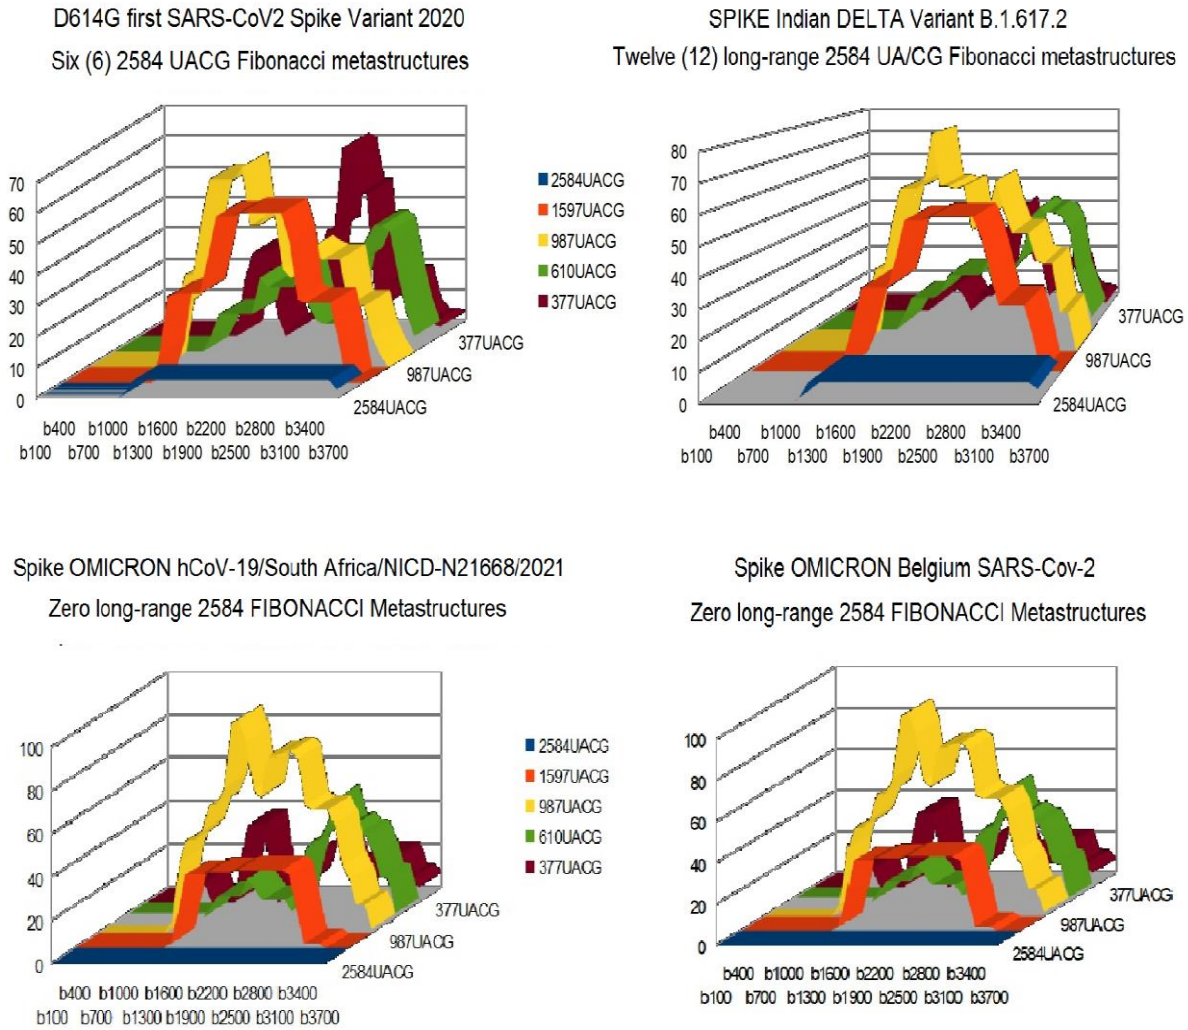 D614G first SARS-CoV2 Spike Variant 2020
Six (6) 2584 UACG Fibonacci metastructures
70
60
50
40
30
20
10
0
377UACG
987UACG
2584UACG
b400 b1000 b1600 b2200 b2800 b3400
b100 b700 b1300 b1900 b2500 b3100 b3700
2584UACG
1597UACG
987UACG
610UACG
377UACG
SPIKE Indian DELTA Variant B.1.617.2
Twelve (12) long-range 2584 UA/CG Fibonacci metastructures
80
70
60
50
40
30
20
10
0
377UACG
987UACG
2584UACG
b400 b1000 b1600 b2200 b2800 b3400
b100 b700 b1300 b1900 b2500 b3100 b3700
Spike OMICRON hCoV-19/South Africa/NICD-N21668/2021
Zero long-range 2584 FIBONACCI Metastructures
100
80
60
40
20
0
377UACG
987UACG
2584UACG
b400 b1000 b1600 b2200 b2800 b3400
b100 b700 b1300 b1900 b2500 b3100 b3700
2584UACG
1597UACG
987UACG
610UACG
377UACG
Spike OMICRON Belgium SARS-Cov-2
Zero long-range 2584 FIBONACCI Metastructures
100
80
60
40
20
0
377UACG
987UACG
2584UACG
b400 b1000 b1600 b2200 b2800 b3400
b100 b700 b1300 b1900 b2500 b3100 b3700